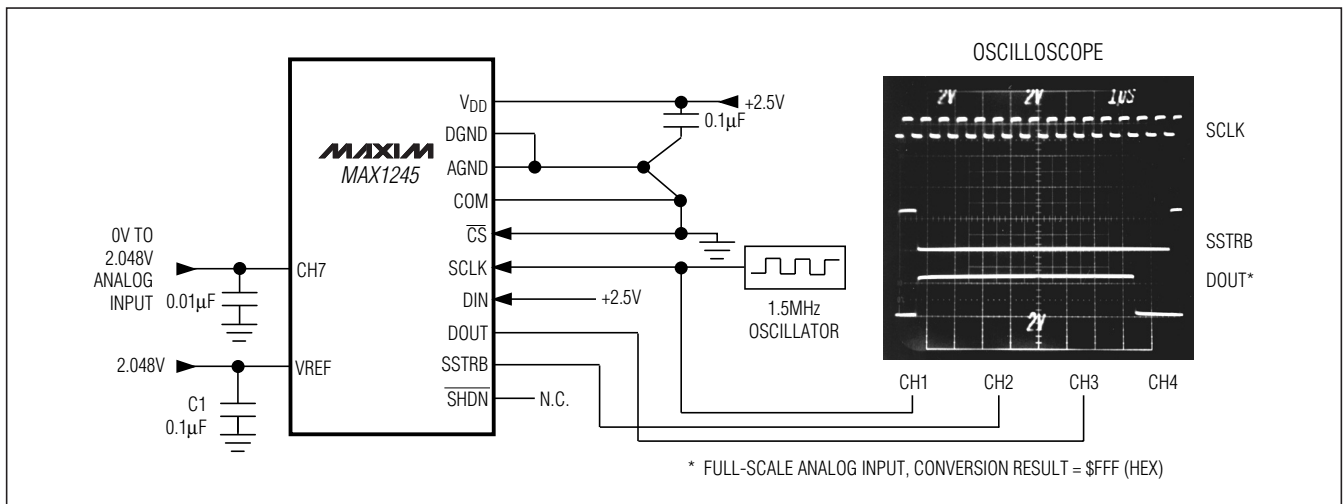 OSCILLOSCOPE
MAXIM
MAX1245
VDD
DGND
AGND
COM
CS
SCLK
DIN
DOUT
SSTRB
SHDN
CH7
VREF
0V TO
2.048V
ANALOG
INPUT
0.01µF
2.048V
C1
0.1µF
+2.5V
0.1µF
+2.5V
1.5MHz
OSCILLATOR
N.C.
2V 2V 1µS
2V
SCLK
SSTRB
DOUT*
CH1 CH2 CH3 CH4
* FULL-SCALE ANALOG INPUT, CONVERSION RESULT = $FFF (HEX)